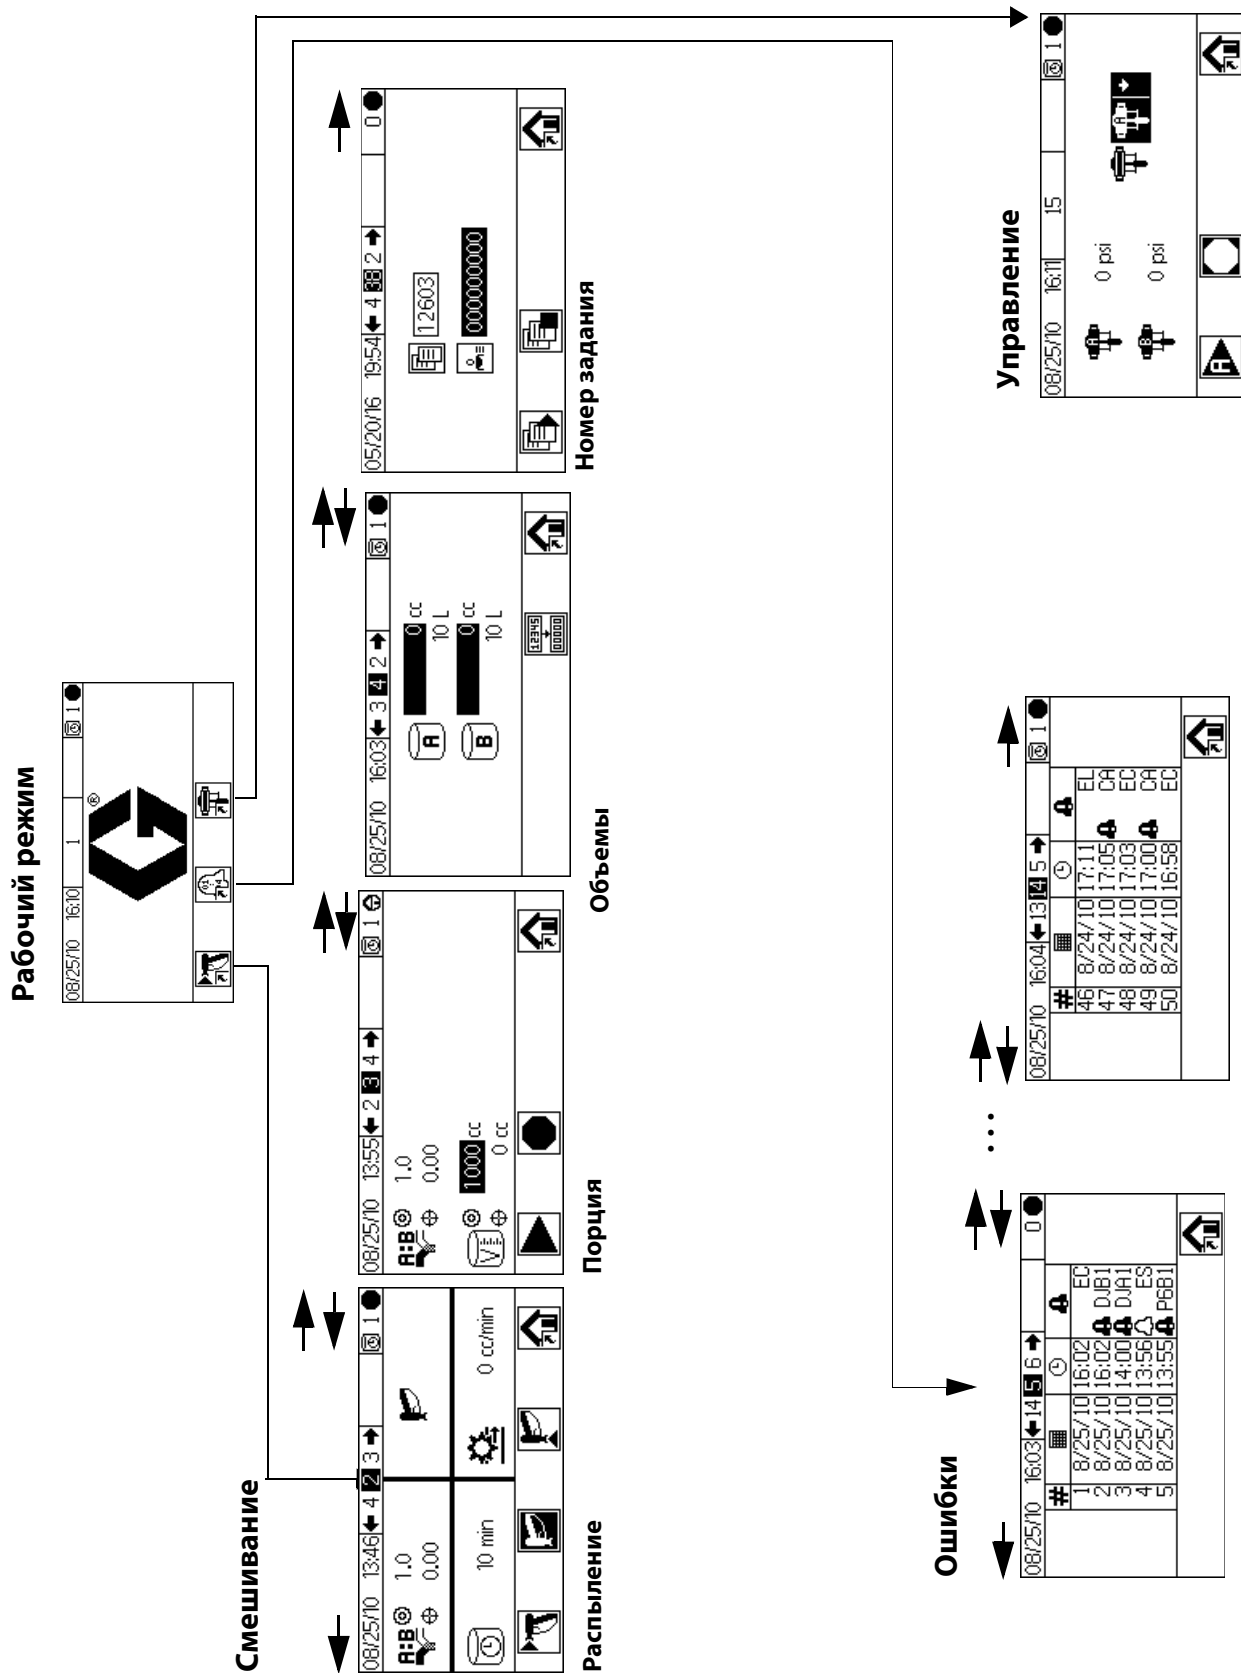 Рабочий режим
08/25/10 16:10 1 1
®
Смешивание
08/25/10 13:46 4 2 3 1
A:B 1.0
0.00
10 min
0 cc/min
Распыление
08/25/10 13:55 2 3 4 1
A:B 1.0
0.00
1000 cc
0 cc
Порция
08/25/10 16:03 3 4 2 1
A 0 cc
10 L
B 0 cc
10 L
12345
00000
Объемы
05/20/16 19:54 4 38 2 0
12603
000000000
Номер задания
Ошибки
08/25/10 16:03 14 5 6 0
#
1 8/25/10 16:02 EC
2 8/25/10 16:02 DJB1
3 8/25/10 14:00 DJA1
4 8/25/10 13:56 ES
5 8/25/10 13:55 P6B1
...
08/25/10 16:04 13 14 5 1
#
46 8/24/10 17:11 EL
47 8/24/10 17:05 CA
48 8/24/10 17:03 EC
49 8/24/10 17:00 CA
50 8/24/10 16:58 EC
Управление
08/25/10 16:11 15 1
A 0 psi
B 0 psi
A
A